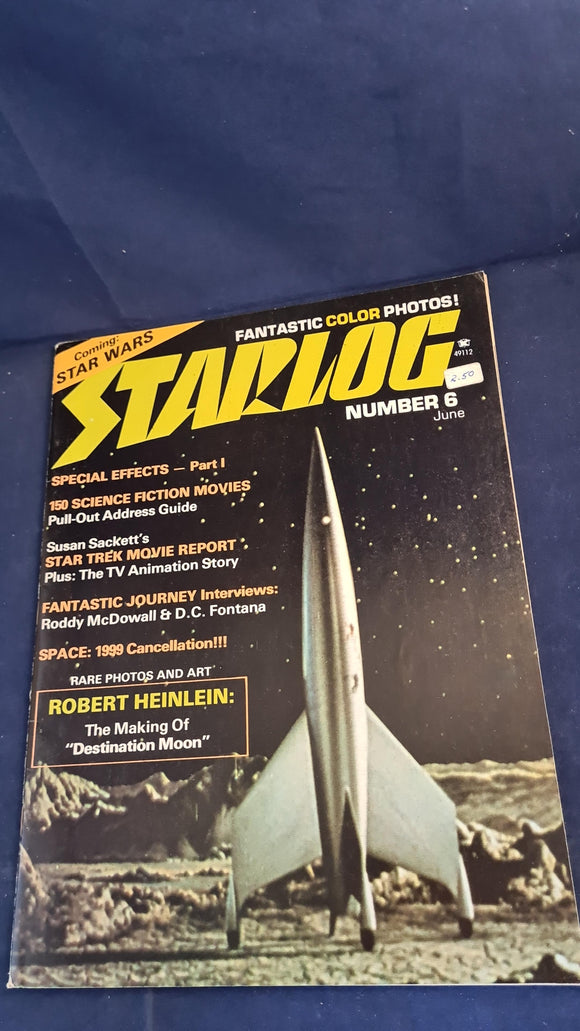 Coming:
STAR WARS
FANTASTIC COLOR PHOTOS!
STARLOG
49112
2.50
NUMBER 6
June
SPECIAL EFFECTS — Part I
150 SCIENCE FICTION MOVIES
Pull-Out Address Guide
Susan Sackett's
STAR TREK MOVIE REPORT
Plus: The TV Animation Story
FANTASTIC JOURNEY Interviews:
Roddy McDowall & D.C. Fontana
SPACE: 1999 Cancellation!!!
RARE PHOTOS AND ART
ROBERT HEINLEIN:
The Making Of
"Destination Moon"